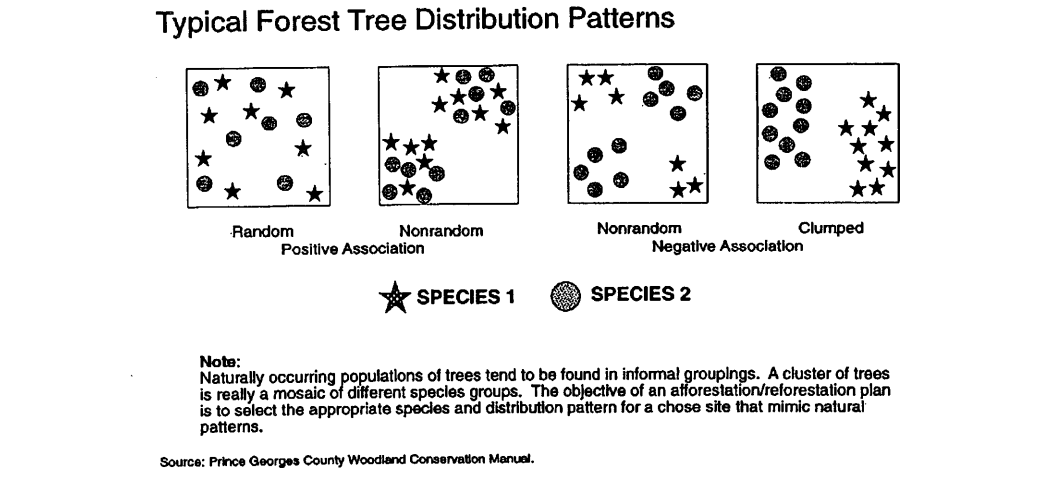 Typical Forest Tree Distribution Patterns
Random
Nonrandom
Nonrandom
Clumped
Positive Association
Negative Association
SPECIES 1
SPECIES 2
Note:
Naturally occurring populations of trees tend to be found in informal groupings. A cluster of trees
is really a mosaic of different species groups. The objective of an afforestation/reforestation plan
is to select the appropriate species and distribution pattern for a chose site that mimic natural
patterns.
Source: Prince Georges County Woodland Conservation Manual.